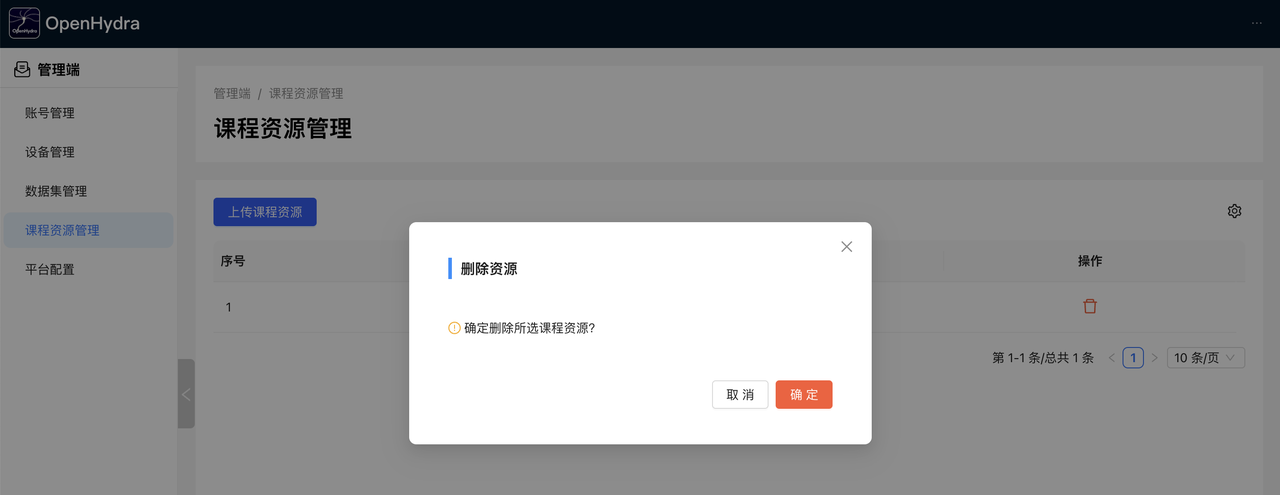 OpenHydra
OpenHydra
...
管理端
账号管理
设备管理
数据集管理
课程资源管理
平台配置
管理端 / 课程资源管理
课程资源管理
上传课程资源
序号
操作
1
删除资源
确定删除所选课程资源?
取 消
确 定
第 1-1 条/总共 1 条
1
10 条/页